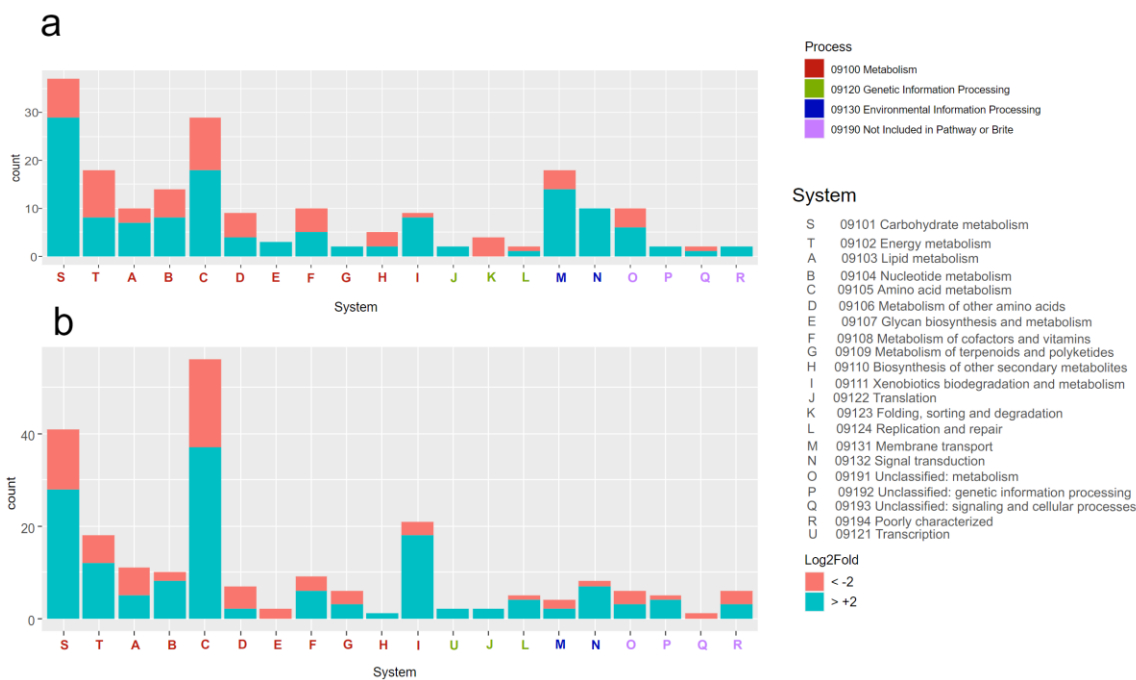 a
30
20
10
0
count
S T A B C D E F G H I J K L M N O P Q R
System
b
40
20
0
count
S T A B C D E F G H I U J L M N O P Q R
System
Process
09100 Metabolism
09120 Genetic Information Processing
09130 Environmental Information Processing
09190 Not Included in Pathway or Brite
System
S 09101 Carbohydrate metabolism
T 09102 Energy metabolism
A 09103 Lipid metabolism
B 09104 Nucleotide metabolism
C 09105 Amino acid metabolism
D 09106 Metabolism of other amino acids
E 09107 Glycan biosynthesis and metabolism
F 09108 Metabolism of cofactors and vitamins
G 09109 Metabolism of terpenoids and polyketides
H 09110 Biosynthesis of other secondary metabolites
I 09111 Xenobiotics biodegradation and metabolism
J 09122 Translation
K 09123 Folding, sorting and degradation
L 09124 Replication and repair
M 09131 Membrane transport
N 09132 Signal transduction
O 09191 Unclassified: metabolism
P 09192 Unclassified: genetic information processing
Q 09193 Unclassified: signaling and cellular processes
R 09194 Poorly characterized
U 09121 Transcription
Log2Fold
< -2
> +2